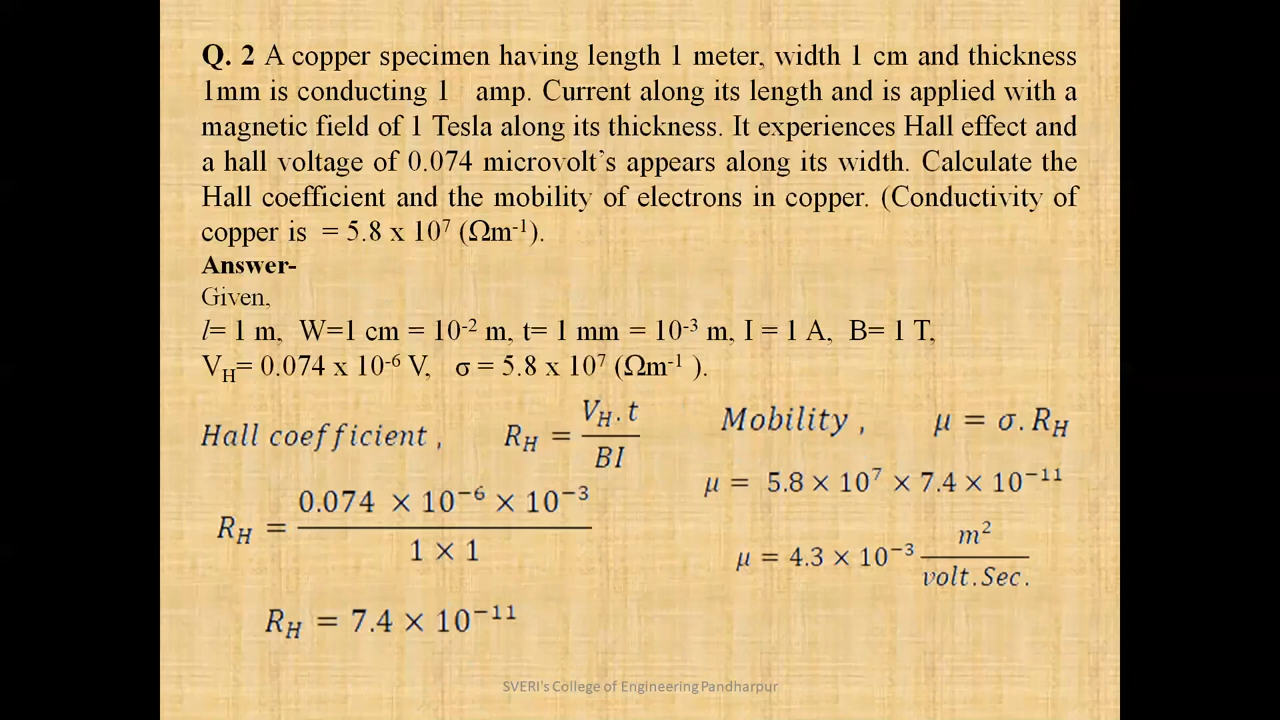 Q. 2 A copper specimen having length 1 meter, width 1 cm and thickness
1mm is conducting 1 amp. Current along its length and is applied with a
magnetic field of 1 Tesla along its thickness. It experiences Hall effect and
a hall voltage of 0.074 microvolt's appears along its width. Calculate the
Hall coefficient and the mobility of electrons in copper. (Conductivity of
copper is = 5.8 x 10⁷ (Ωm⁻¹).
Answer-
Given,
l= 1 m, W=1 cm = 10⁻² m, t= 1 mm = 10⁻³ m, I = 1 A, B= 1 T,
V_H= 0.074 x 10⁻⁶ V, σ = 5.8 x 10⁷ (Ωm⁻¹ ).
Hall coefficient , R_H = V_H . t / BI
R_H = 0.074 × 10⁻⁶ × 10⁻³ / 1 × 1
R_H = 7.4 × 10⁻¹¹
Mobility , μ = σ. R_H
μ = 5.8 × 10⁷ × 7.4 × 10⁻¹¹
μ = 4.3 × 10⁻³ m² / volt.Sec.
SVERI's College of Engineering Pandharpur